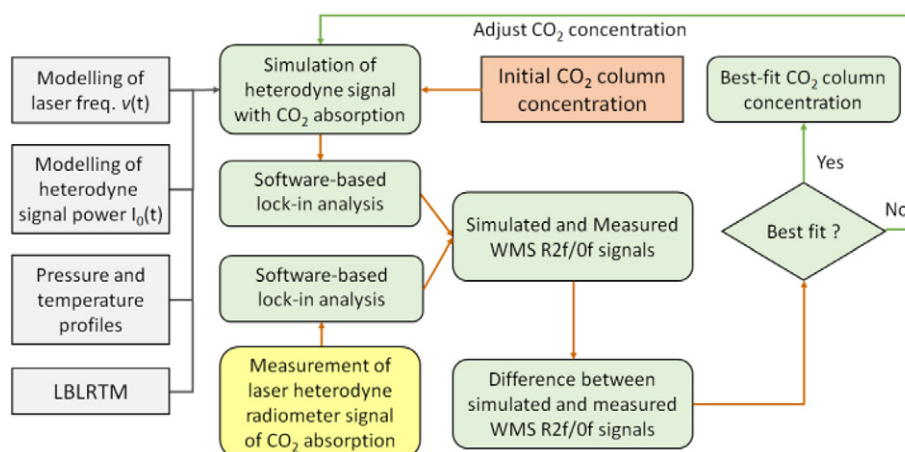 Adjust CO₂ concentration
Modelling of
laser freq. v(t)
Modelling of
heterodyne
signal power I₀(t)
Pressure and
temperature
profiles
LBLRTM
Simulation of
heterodyne signal
with CO₂ absorption
Initial CO₂ column
concentration
Best-fit CO₂ column
concentration
Software-based
lock-in analysis
Software-based
lock-in analysis
Measurement of
laser heterodyne
radiometer signal
of CO₂ absorption
Simulated and Measured
WMS R2f/0f signals
Difference between
simulated and measured
WMS R2f/0f signals
Best fit ?
Yes
No